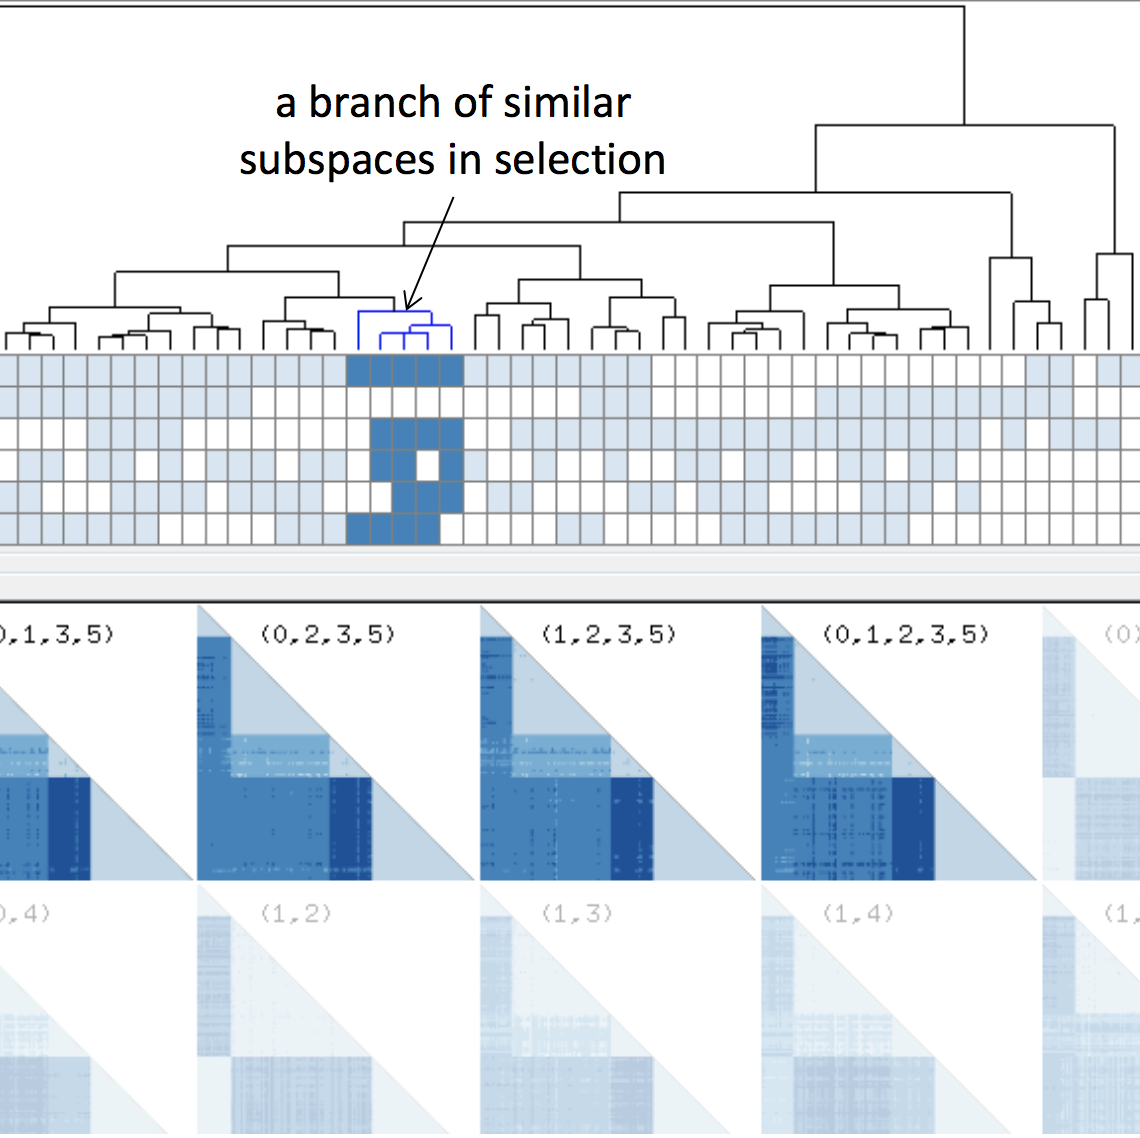 a branch of similar
subspaces in selection
,1,3,5) (0,2,3,5) (1,2,3,5) (0,1,2,3,5) (0)
,4) (1,2) (1,3) (1,4) (1,